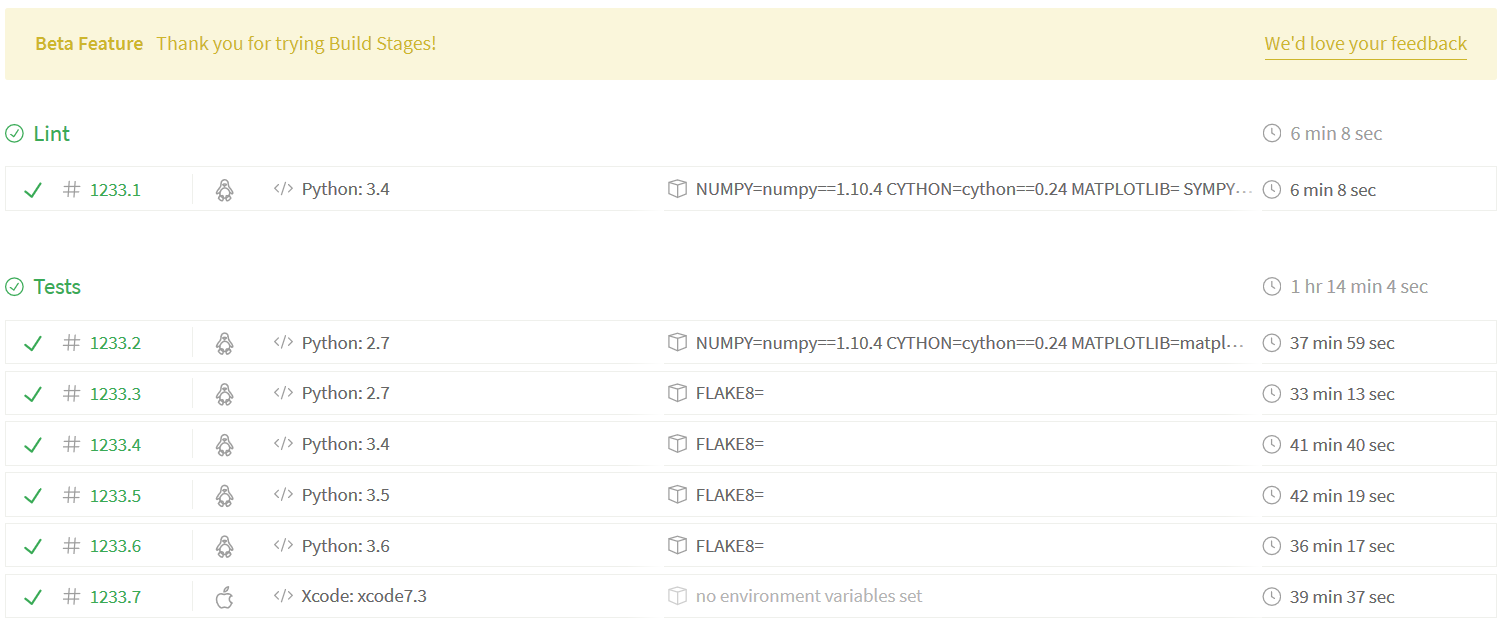 Beta Feature Thank you for trying Build Stages! We'd love your feedback
Lint 6 min 8 sec
# 1233.1 </> Python: 3.4 NUMPY=numpy==1.10.4 CYTHON=cython==0.24 MATPLOTLIB= SYMPY... 6 min 8 sec
Tests 1 hr 14 min 4 sec
# 1233.2 </> Python: 2.7 NUMPY=numpy==1.10.4 CYTHON=cython==0.24 MATPLOTLIB=matpl... 37 min 59 sec
# 1233.3 </> Python: 2.7 FLAKE8= 33 min 13 sec
# 1233.4 </> Python: 3.4 FLAKE8= 41 min 40 sec
# 1233.5 </> Python: 3.5 FLAKE8= 42 min 19 sec
# 1233.6 </> Python: 3.6 FLAKE8= 36 min 17 sec
# 1233.7 </> Xcode: xcode7.3 no environment variables set 39 min 37 sec